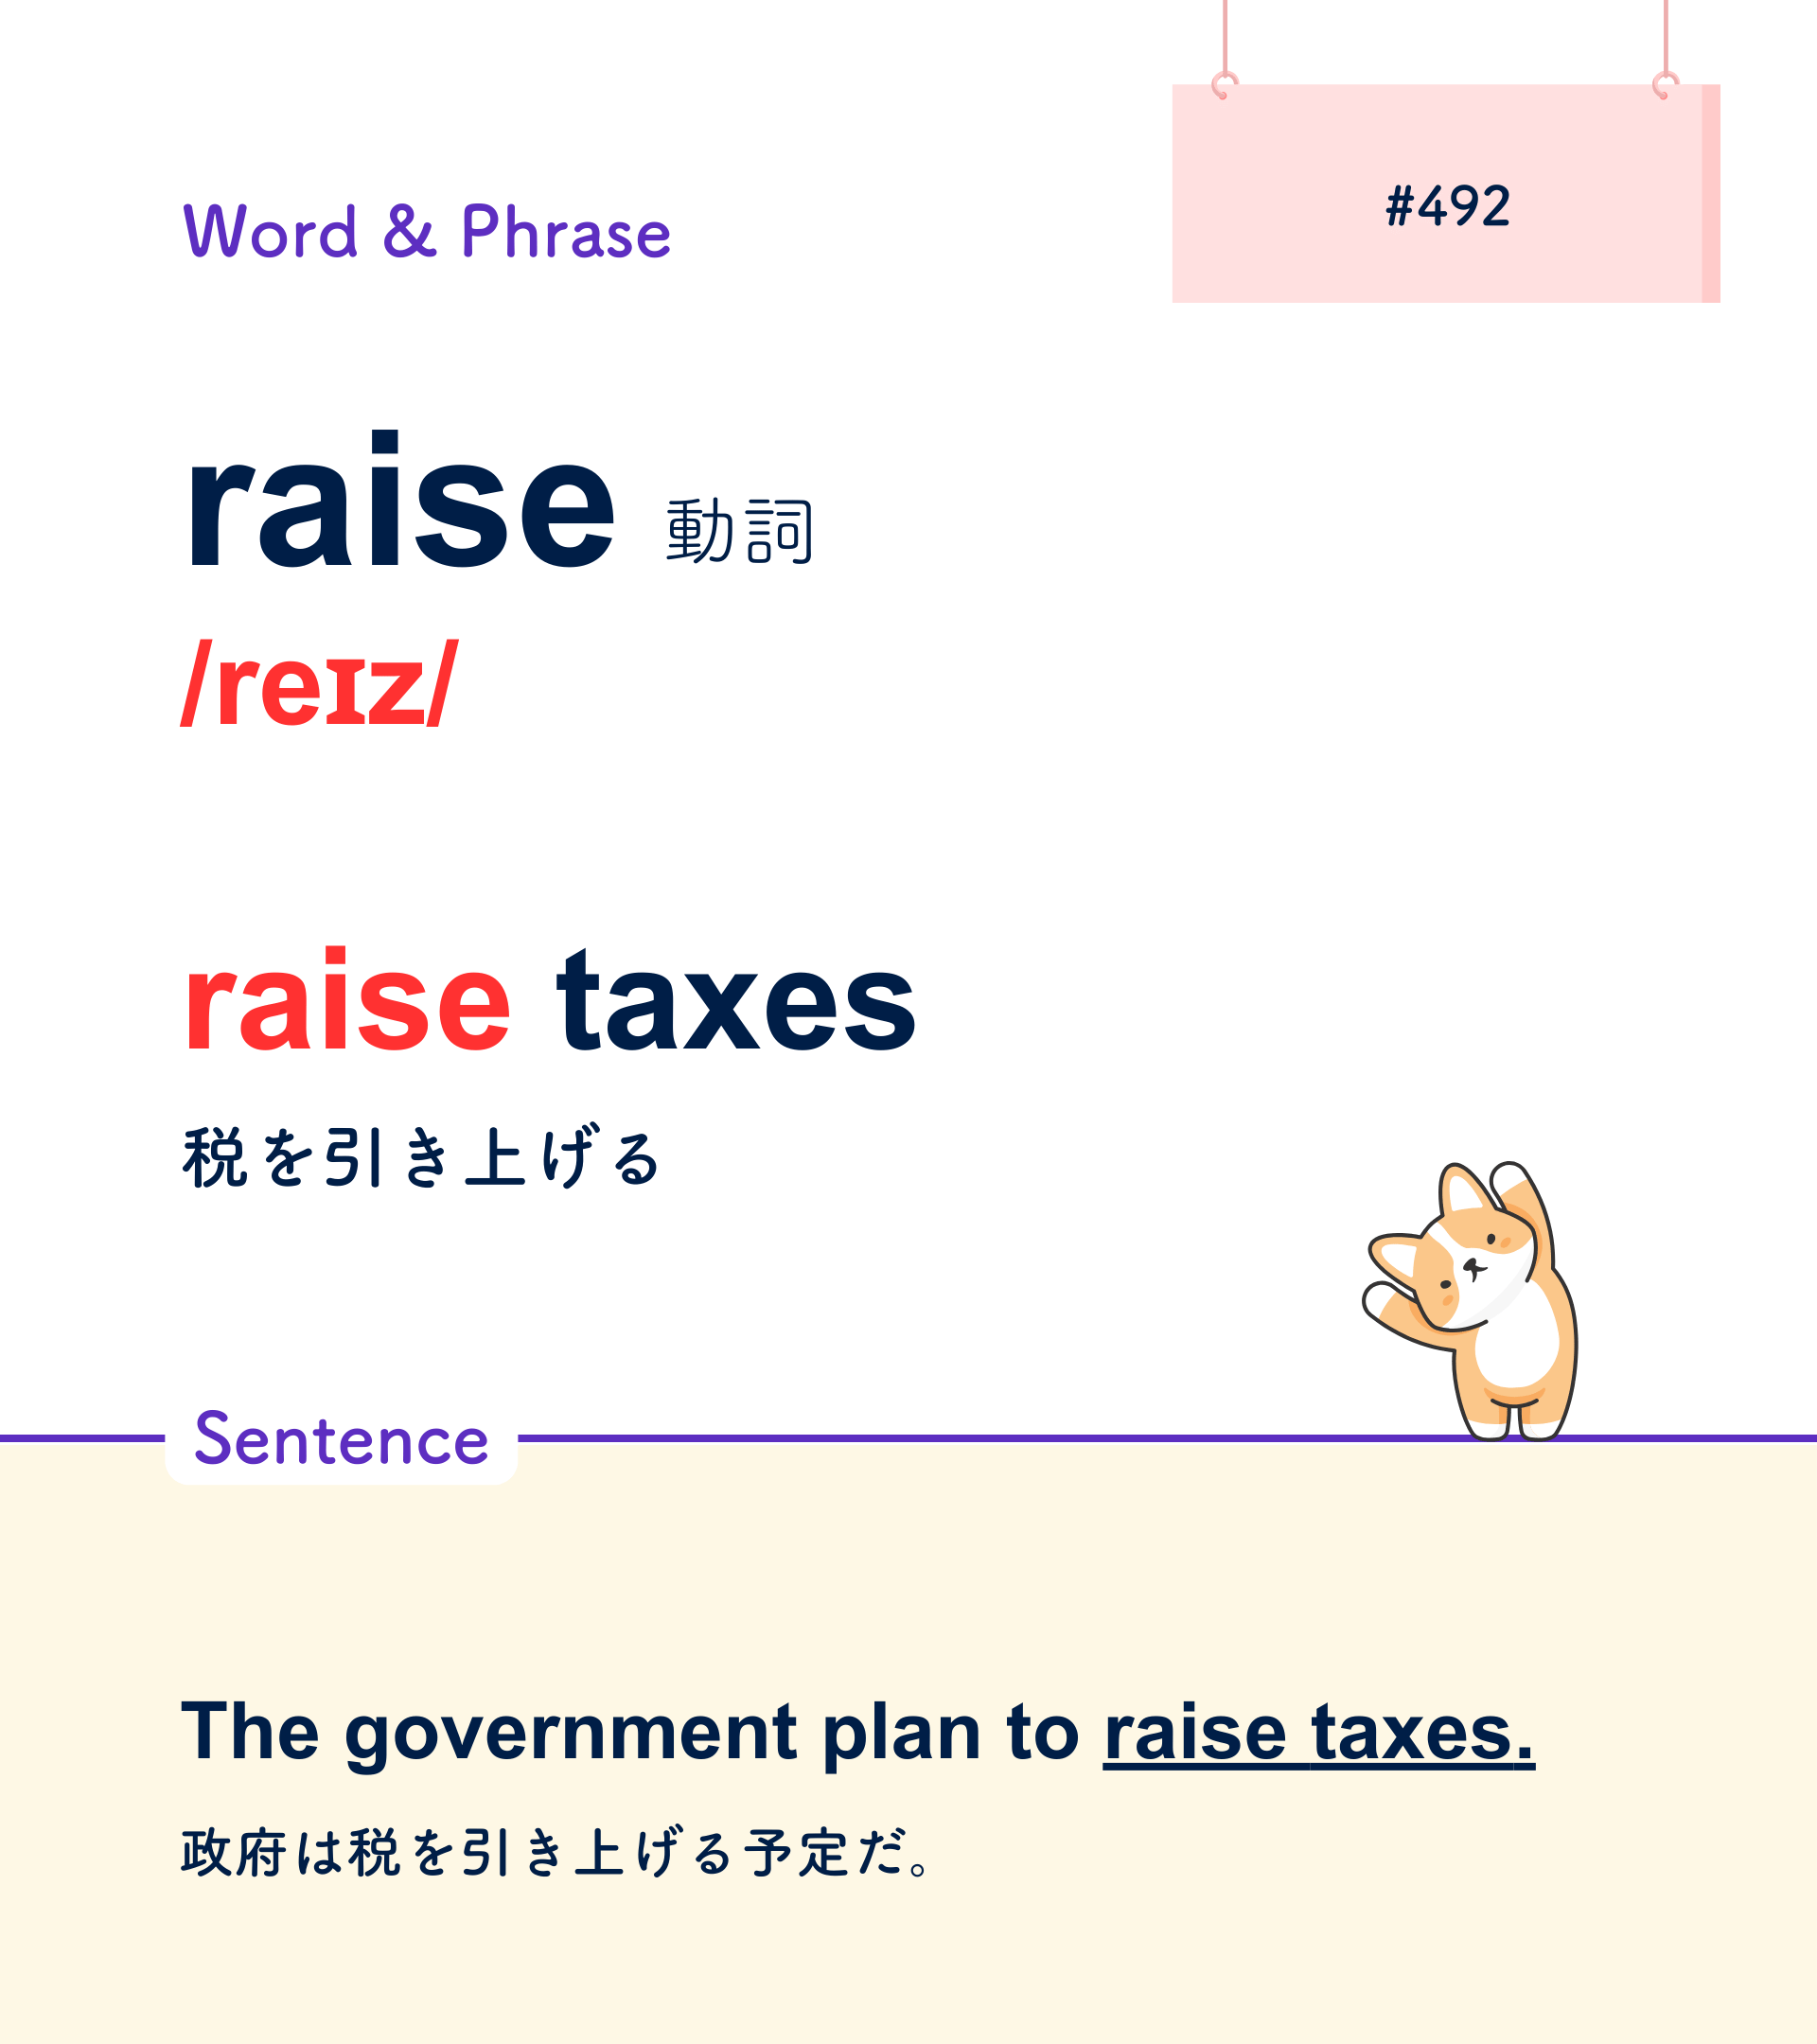 #492
Word & Phrase
raise 動詞
/reɪz/
raise taxes
税を引き上げる
Sentence
The government plan to raise taxes.
政府は税を引き上げる予定だ。